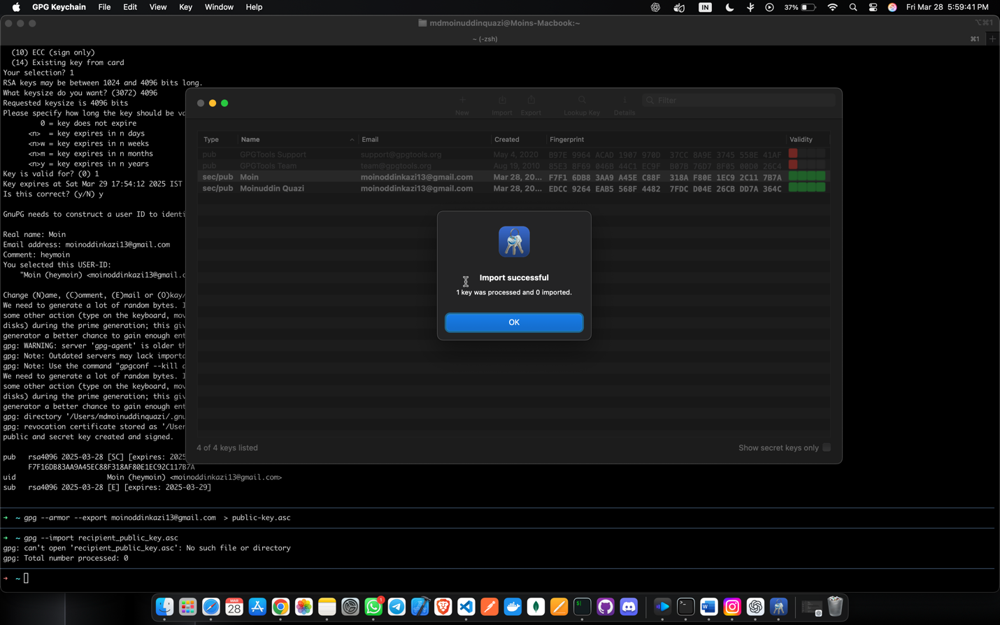 GPG Keychain File Edit View Key Window Help IN 37% Fri Mar 28 5:59:41 PM
mdmoinuddinquazi@Moins-Macbook:~ ⌥⌘1
~ (-zsh) ⌘1 +
(10) ECC (sign only)
(14) Existing key from card
Your selection? 1
RSA keys may be between 1024 and 4096 bits long.
What keysize do you want? (3072) 4096
Requested keysize is 4096 bits
Please specify how long the key should be va
0 = key does not expire
<n> = key expires in n days
<n>w = key expires in n weeks
<n>m = key expires in n months
<n>y = key expires in n years
Key is valid for? (0) 1
Key expires at Sat Mar 29 17:54:12 2025 IST
Is this correct? (y/N) y
GnuPG needs to construct a user ID to identi
Real name: Moin
Email address: moinoddinkazi13@gmail.com
Comment: heymoin
You selected this USER-ID:
"Moin (heymoin) <moinoddinkazi13@gmail.c
Change (N)ame, (C)omment, (E)mail or (O)kay/
We need to generate a lot of random bytes. I
some other action (type on the keyboard, mov
disks) during the prime generation; this giv
generator a better chance to gain enough ent
gpg: WARNING: server 'gpg-agent' is older th
gpg: Note: Outdated servers may lack importa
gpg: Note: Use the command "gpgconf --kill a
We need to generate a lot of random bytes. I
some other action (type on the keyboard, mov
disks) during the prime generation; this giv
generator a better chance to gain enough ent
gpg: directory '/Users/mdmoinuddinquazi/.gnu
gpg: revocation certificate stored as '/User
public and secret key created and signed.
pub rsa4096 2025-03-28 [SC] [expires: 2025
F7F16DB83AA9A45EC88F318AF80E1EC92C117B7A
uid Moin (heymoin) <moinoddinkazi13@gmail.com>
sub rsa4096 2025-03-28 [E] [expires: 2025-03-29]
→ ~ gpg --armor --export moinoddinkazi13@gmail.com > public-key.asc
→ ~ gpg --import recipient_public_key.asc
gpg: can't open 'recipient_public_key.asc': No such file or directory
gpg: Total number processed: 0
→ ~
New Import Export Lookup Key Details Filter
Type Name Email Created Fingerprint Validity
pub GPGTools Support support@gpgtools.org May 4, 2020 B97E 9964 ACAD 1907 970D 37CC 8A9E 3745 558E 41AF
pub GPGTools Team team@gpgtools.org Aug 19, 2010 85E3 8F69 046B 44C1 EC9F B07B 76D7 8F05 00D0 26C4
sec/pub Moin moinoddinkazi13@gmail.com Mar 28, 20... F7F1 6DB8 3AA9 A45E C88F 318A F80E 1EC9 2C11 7B7A
sec/pub Moinuddin Quazi moinoddinkazi13@gmail.com Mar 28, 20... EDCC 9264 EAB5 568F 4482 7FDC D04E 26CB DD7A 364C
Import successful
1 key was processed and 0 imported.
OK
4 of 4 keys listed Show secret keys only
MAR
28
1